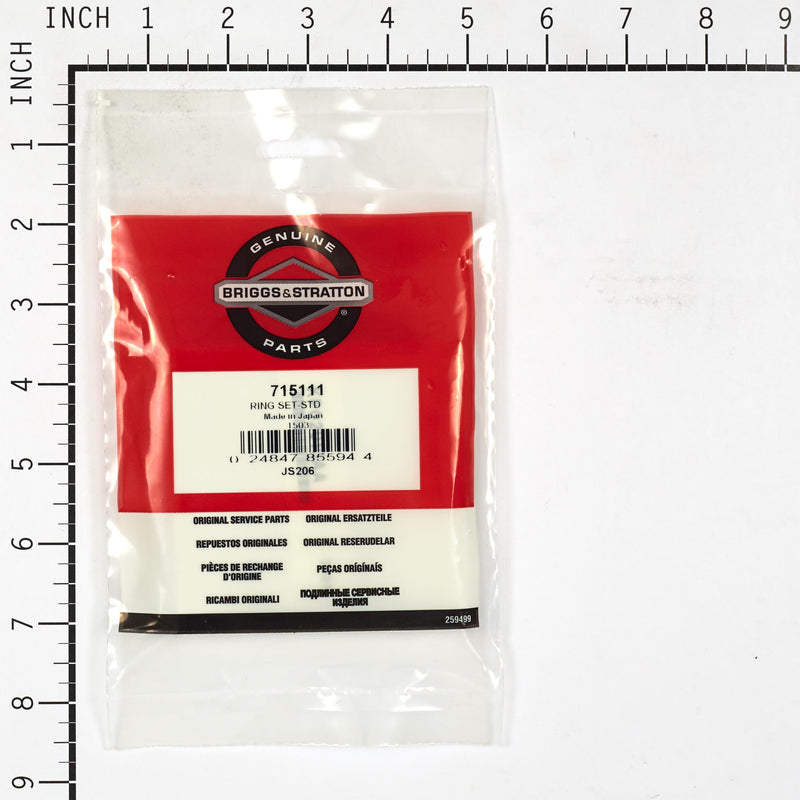 INCH 1 2 3 4 5 6 7 8 9
INCH
1
2
3
4
5
6
7
8
9
GENUINE
BRIGGS&STRATTON
®
PARTS
715111
RING SET-STD
Made in Japan
1503
0 24847 85594 4
JS206
ORIGINAL SERVICE PARTS ORIGINAL ERSATZTEILE
REPUESTOS ORIGINALES ORIGINAL RESERUDELAR
PIÈCES DE RECHANGE
D'ORIGINE
PEÇAS ORÍGÍNAÍS
RICAMBI ORIGINALI
ПОДЛИННЫЕ СЕРВИСНЫЕ
ИЗДЕЛИЯ
259499